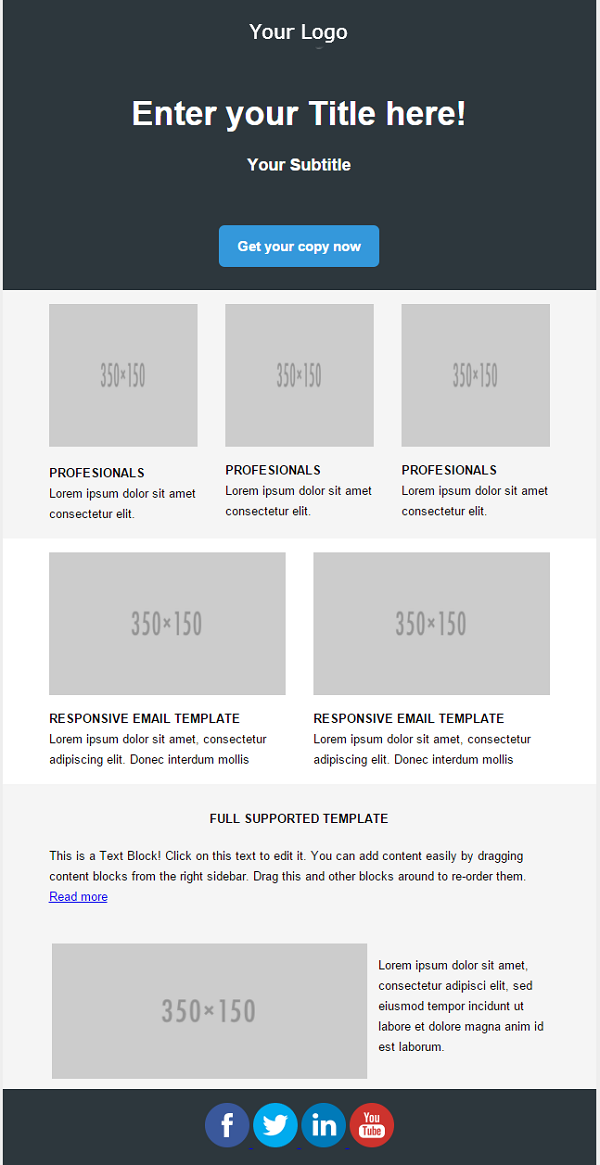 Your Logo
Enter your Title here!
Your Subtitle
Get your copy now
350×150
350×150
350×150
PROFESIONALS
Lorem ipsum dolor sit amet
consectetur elit.
PROFESIONALS
Lorem ipsum dolor sit amet
consectetur elit.
PROFESIONALS
Lorem ipsum dolor sit amet
consectetur elit.
350×150
350×150
RESPONSIVE EMAIL TEMPLATE
Lorem ipsum dolor sit amet, consectetur
adipiscing elit. Donec interdum mollis
RESPONSIVE EMAIL TEMPLATE
Lorem ipsum dolor sit amet, consectetur
adipiscing elit. Donec interdum mollis
FULL SUPPORTED TEMPLATE
This is a Text Block! Click on this text to edit it. You can add content easily by dragging
content blocks from the right sidebar. Drag this and other blocks around to re-order them.
Read more
350×150
Lorem ipsum dolor sit amet,
consectetur adipisci elit, sed
eiusmod tempor incidunt ut
labore et dolore magna anim id
est laborum.
f
in
You
Tube